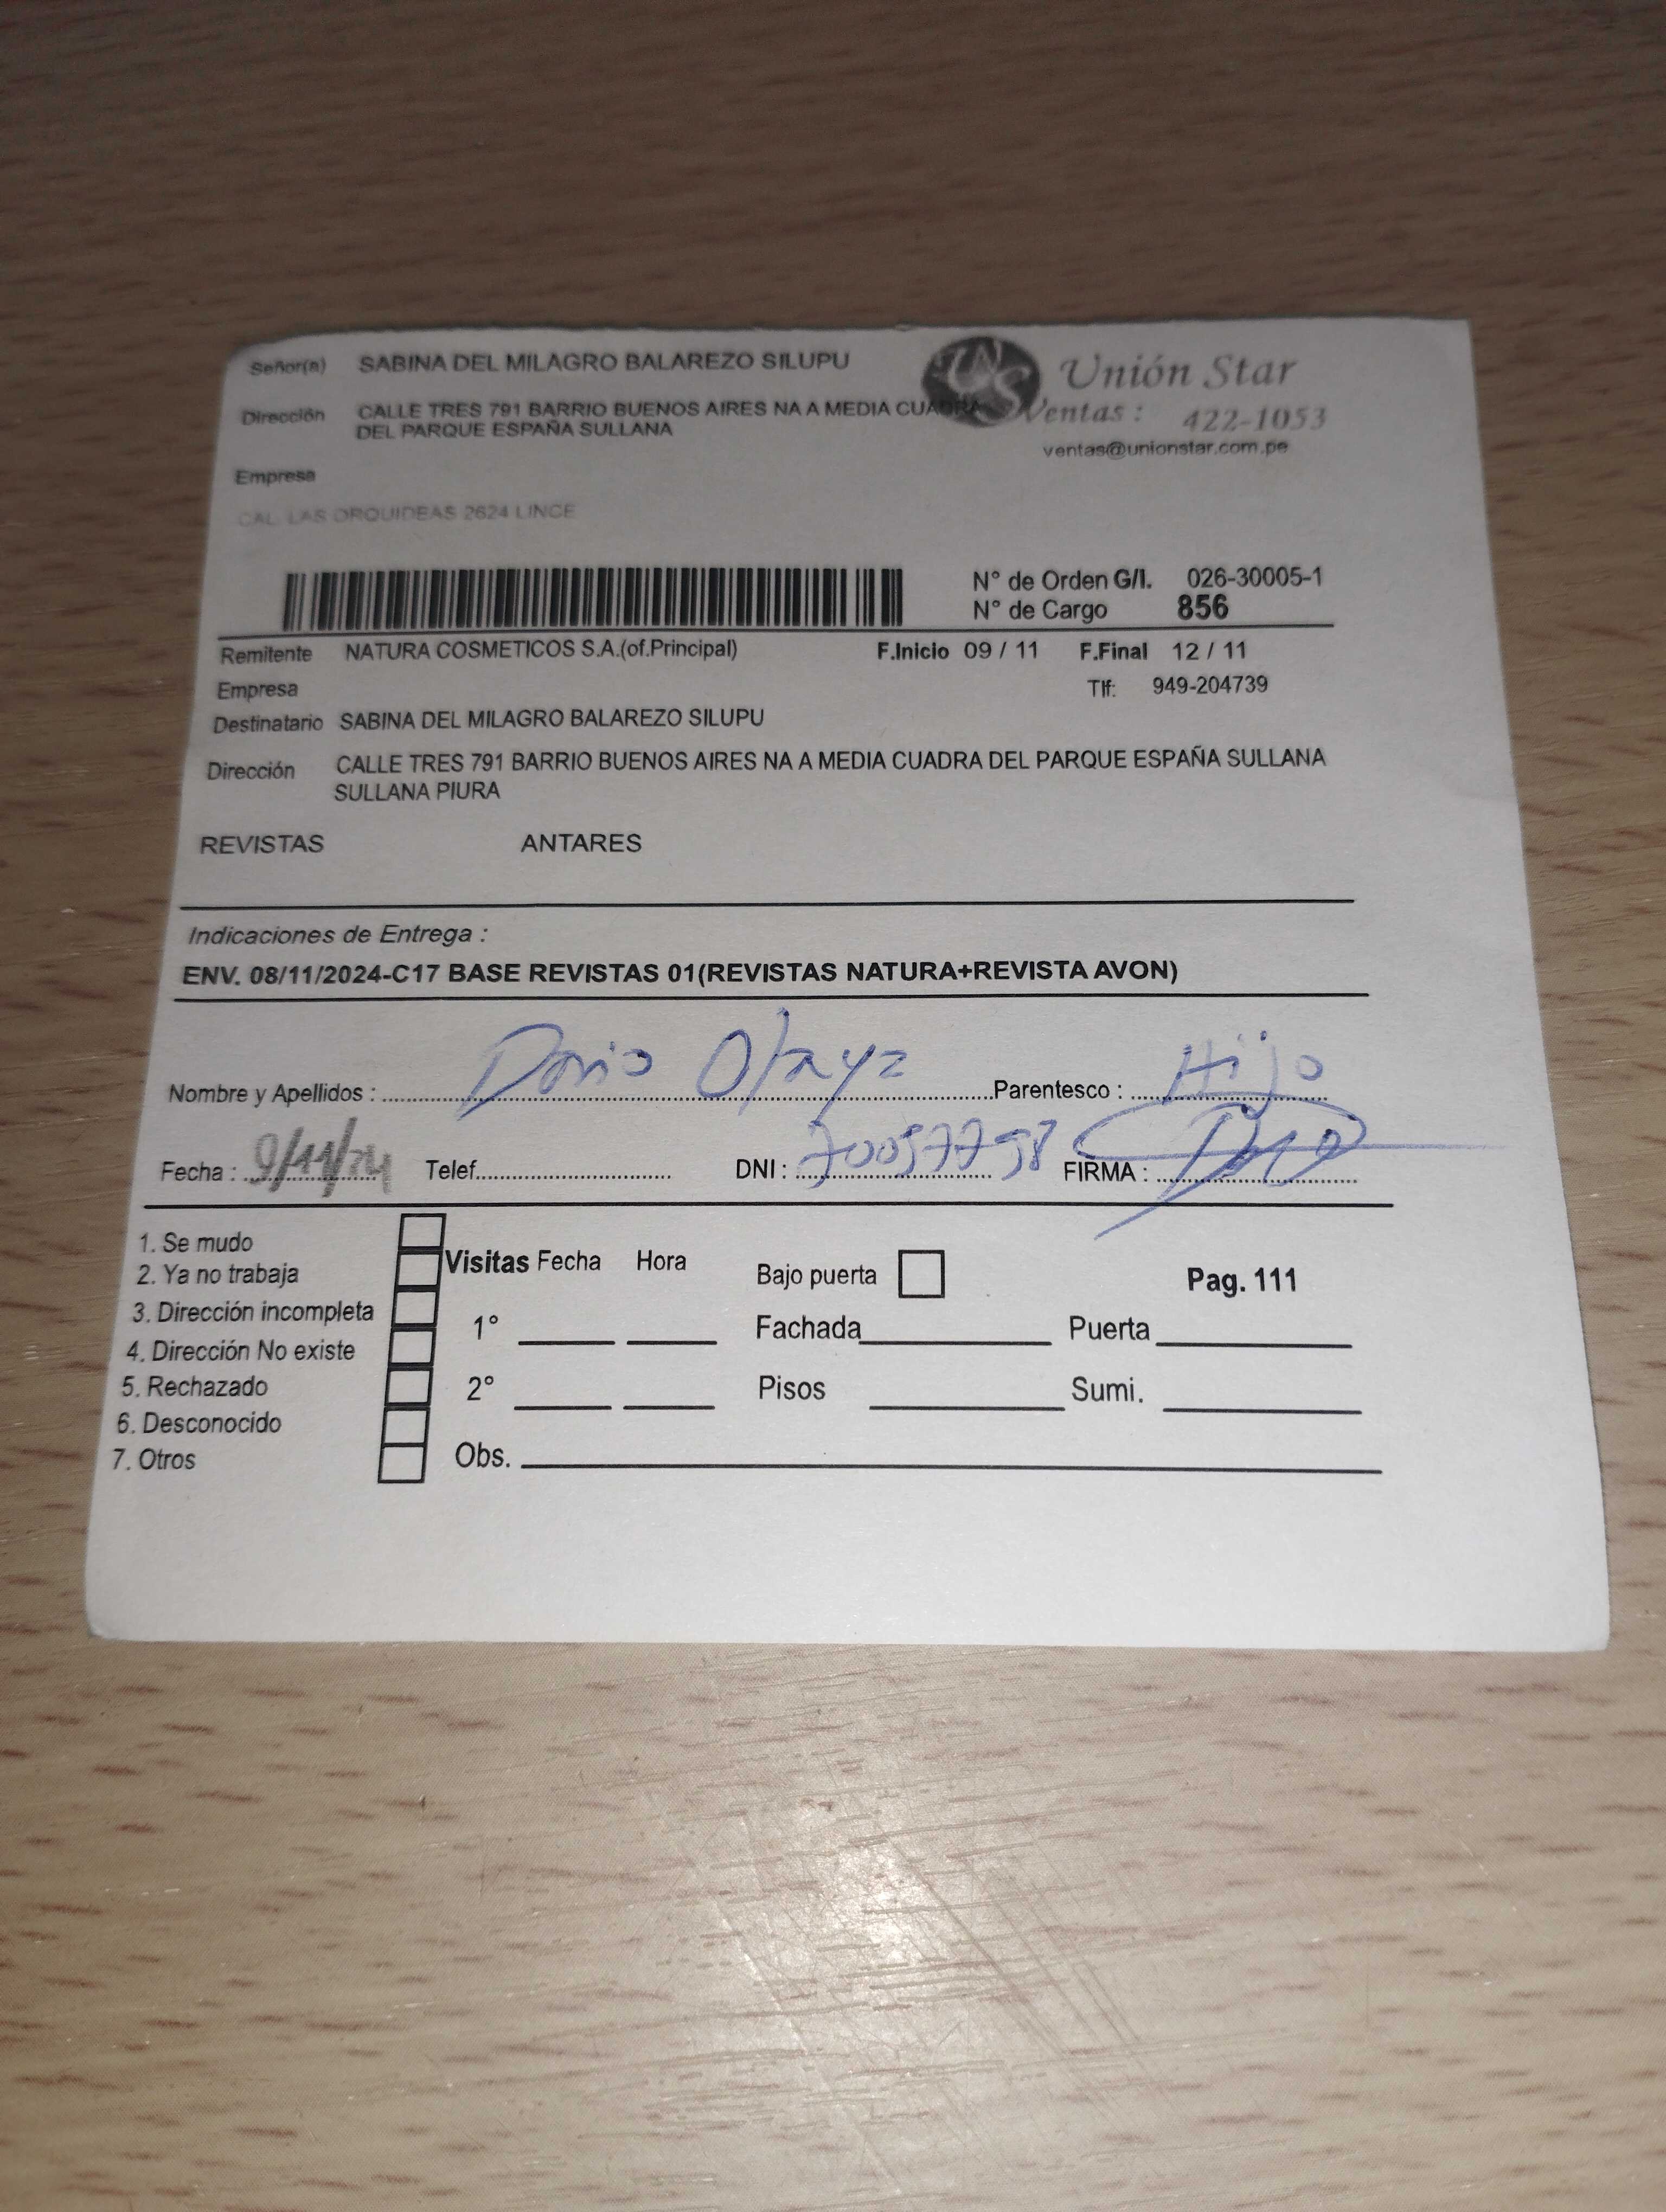 Señor(a) SABINA DEL MILAGRO BALAREZO SILUPU
Unión Star
Dirección CALLE TRES 791 BARRIO BUENOS AIRES NA A MEDIA CUADRA
DEL PARQUE ESPAÑA SULLANA
Ventas : 422-1053
ventas@unionstar.com.pe
Empresa
CAL. LAS ORQUIDEAS 2624 LINCE
N° de Orden G/I. 026-30005-1
N° de Cargo 856
Remitente NATURA COSMETICOS S.A.(of.Principal) F.Inicio 09 / 11 F.Final 12 / 11
Empresa Tlf: 949-204739
Destinatario SABINA DEL MILAGRO BALAREZO SILUPU
Dirección CALLE TRES 791 BARRIO BUENOS AIRES NA A MEDIA CUADRA DEL PARQUE ESPAÑA SULLANA
SULLANA PIURA
REVISTAS ANTARES
Indicaciones de Entrega :
ENV. 08/11/2024-C17 BASE REVISTAS 01(REVISTAS NATURA+REVISTA AVON)
Nombre y Apellidos : Dario Olaya Parentesco : Hijo
Fecha : 9/11/24 Telef. DNI : 70057798 FIRMA :
1. Se mudo
2. Ya no trabaja
3. Dirección incompleta
4. Dirección No existe
5. Rechazado
6. Desconocido
7. Otros
Visitas Fecha Hora
1°
2°
Obs.
Bajo puerta Pag. 111
Fachada Puerta
Pisos Sumi.